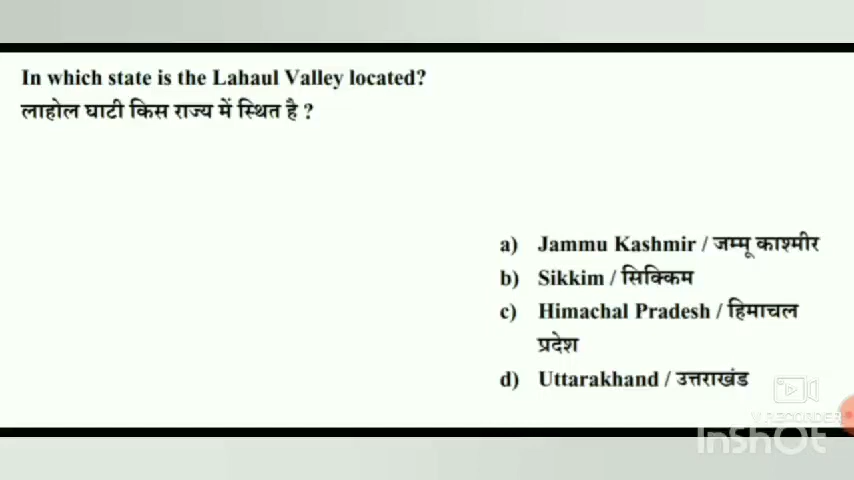 In which state is the Lahaul Valley located?
लाहोल घाटी किस राज्य में स्थित है ?
a) Jammu Kashmir / जम्मू काश्मीर
b) Sikkim / सिक्किम
c) Himachal Pradesh / हिमाचल
प्रदेश
d) Uttarakhand / उत्तराखंड
V.RECORDER
InShOt